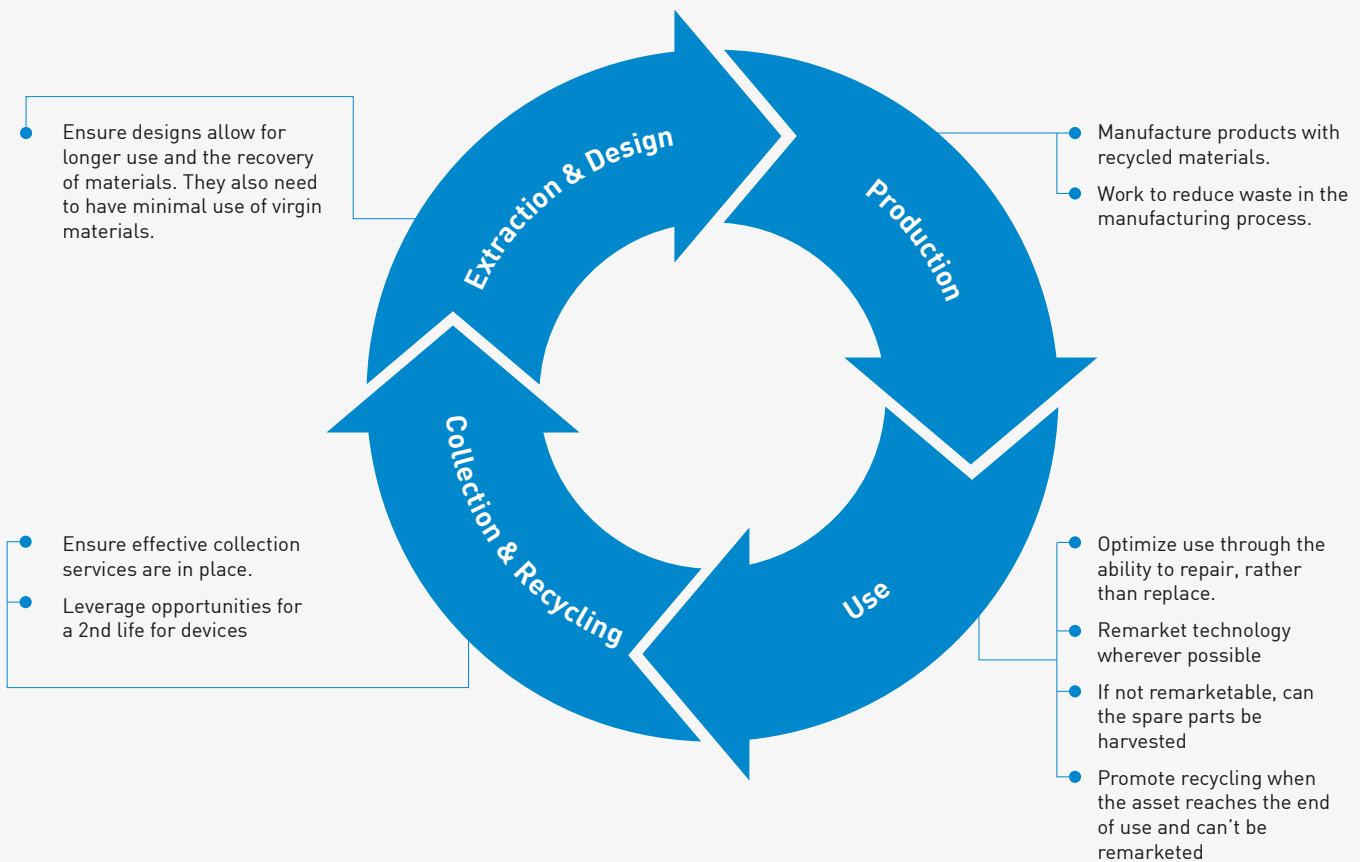 Extraction & Design
Ensure designs allow for
longer use and the recovery
of materials. They also need
to have minimal use of virgin
materials.
Production
Manufacture products with
recycled materials.
Work to reduce waste in the
manufacturing process.
Use
Optimize use through the
ability to repair, rather
than replace.
Remarket technology
wherever possible
If not remarketable, can
the spare parts be
harvested
Promote recycling when
the asset reaches the end
of use and can’t be
remarketed
Collection & Recycling
Ensure effective collection
services are in place.
Leverage opportunities for
a 2nd life for devices